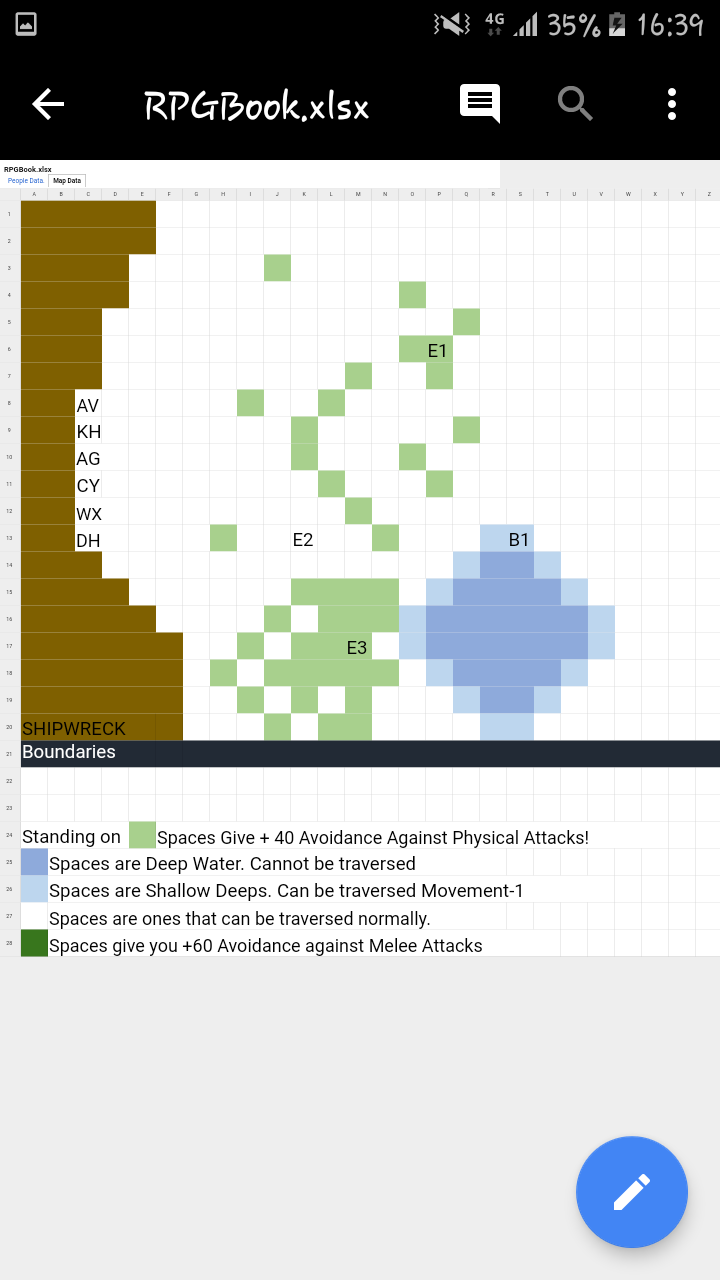 4G 35% 16:39
RPGBook.xlsx
RPGBook.xlsx
People Data Map Data
A B C D E F G H I J K L M N O P Q R S T U V W X Y Z
1
2
3
4
5
6 E1
7
8 AV
9 KH
10 AG
11 CY
12 WX
13 DH E2 B1
14
15
16
17 E3
18
19
20 SHIPWRECK
21 Boundaries
22
23
24 Standing on Spaces Give + 40 Avoidance Against Physical Attacks!
25 Spaces are Deep Water. Cannot be traversed
26 Spaces are Shallow Deeps. Can be traversed Movement-1
27 Spaces are ones that can be traversed normally.
28 Spaces give you +60 Avoidance against Melee Attacks